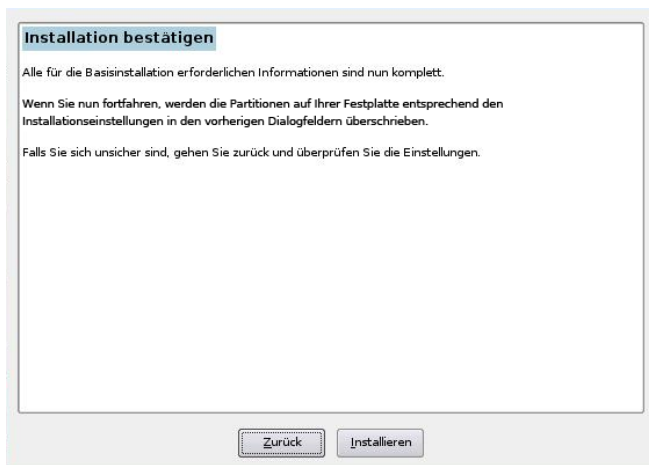 Installation bestätigen
Alle für die Basisinstallation erforderlichen Informationen sind nun komplett.
Wenn Sie nun fortfahren, werden die Partitionen auf Ihrer Festplatte entsprechend den
Installationseinstellungen in den vorherigen Dialogfeldern überschrieben.
Falls Sie sich unsicher sind, gehen Sie zurück und überprüfen Sie die Einstellungen.
Zurück
Installieren